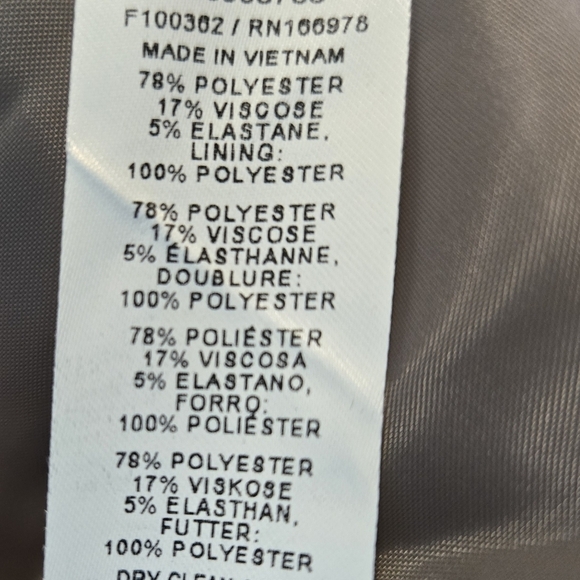 F100362 / RN166978
MADE IN VIETNAM
78% POLYESTER
17% VISCOSE
5% ELASTANE,
LINING:
100% POLYESTER
78% POLYESTER
17% VISCOSE
5% ÉLASTHANNE,
DOUBLURE:
100% POLYESTER
78% POLIÉSTER
17% VISCOSA
5% ELASTANO,
FORRO:
100% POLIÉSTER
78% POLYESTER
17% VISKOSE
5% ELASTHAN,
FUTTER:
100% POLYESTER
DRY CLEAN